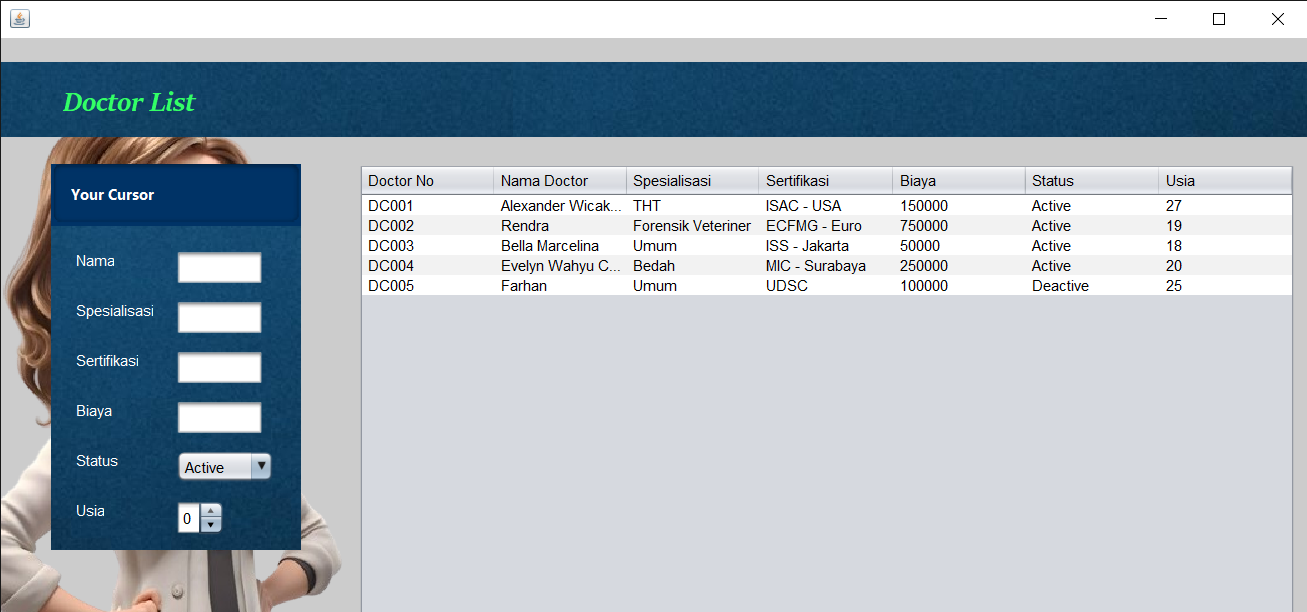 Doctor List
Your Cursor
Nama
Spesialisasi
Sertifikasi
Biaya
Status Active
Usia 0
Doctor No Nama Doctor Spesialisasi Sertifikasi Biaya Status Usia
DC001 Alexander Wicak... THT ISAC - USA 150000 Active 27
DC002 Rendra Forensik Veteriner ECFMG - Euro 750000 Active 19
DC003 Bella Marcelina Umum ISS - Jakarta 50000 Active 18
DC004 Evelyn Wahyu C... Bedah MIC - Surabaya 250000 Active 20
DC005 Farhan Umum UDSC 100000 Deactive 25